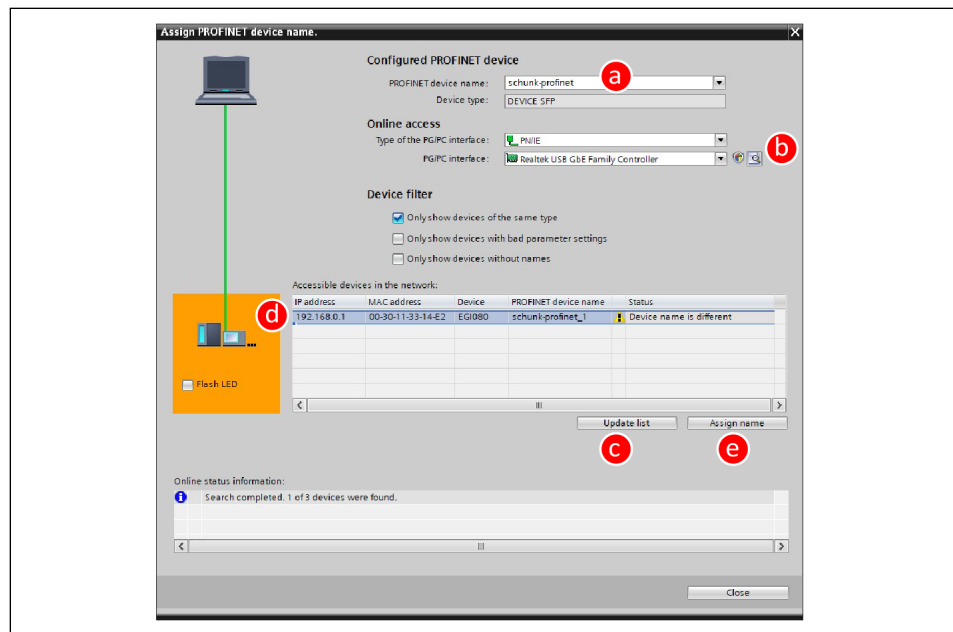 Assign PROFINET device name.
Configured PROFINET device
PROFINET device name: schunk-profinet
a
Device type: DEVICE SFP
Online access
Type of the PG/PC interface: PN/IE
b
PG/PC interface: Realtek USB GbE Family Controller
Device filter
Only show devices of the same type
Only show devices with bad parameter settings
Only show devices without names
Accessible devices in the network:
IP address MAC address Device PROFINET device name Status
d
192.168.0.1 00-30-11-33-14-E2 EGI080 schunk-profinet_1 Device name is different
Flash LED
Update list Assign name
c e
Online status information:
Search completed. 1 of 3 devices were found.
Close